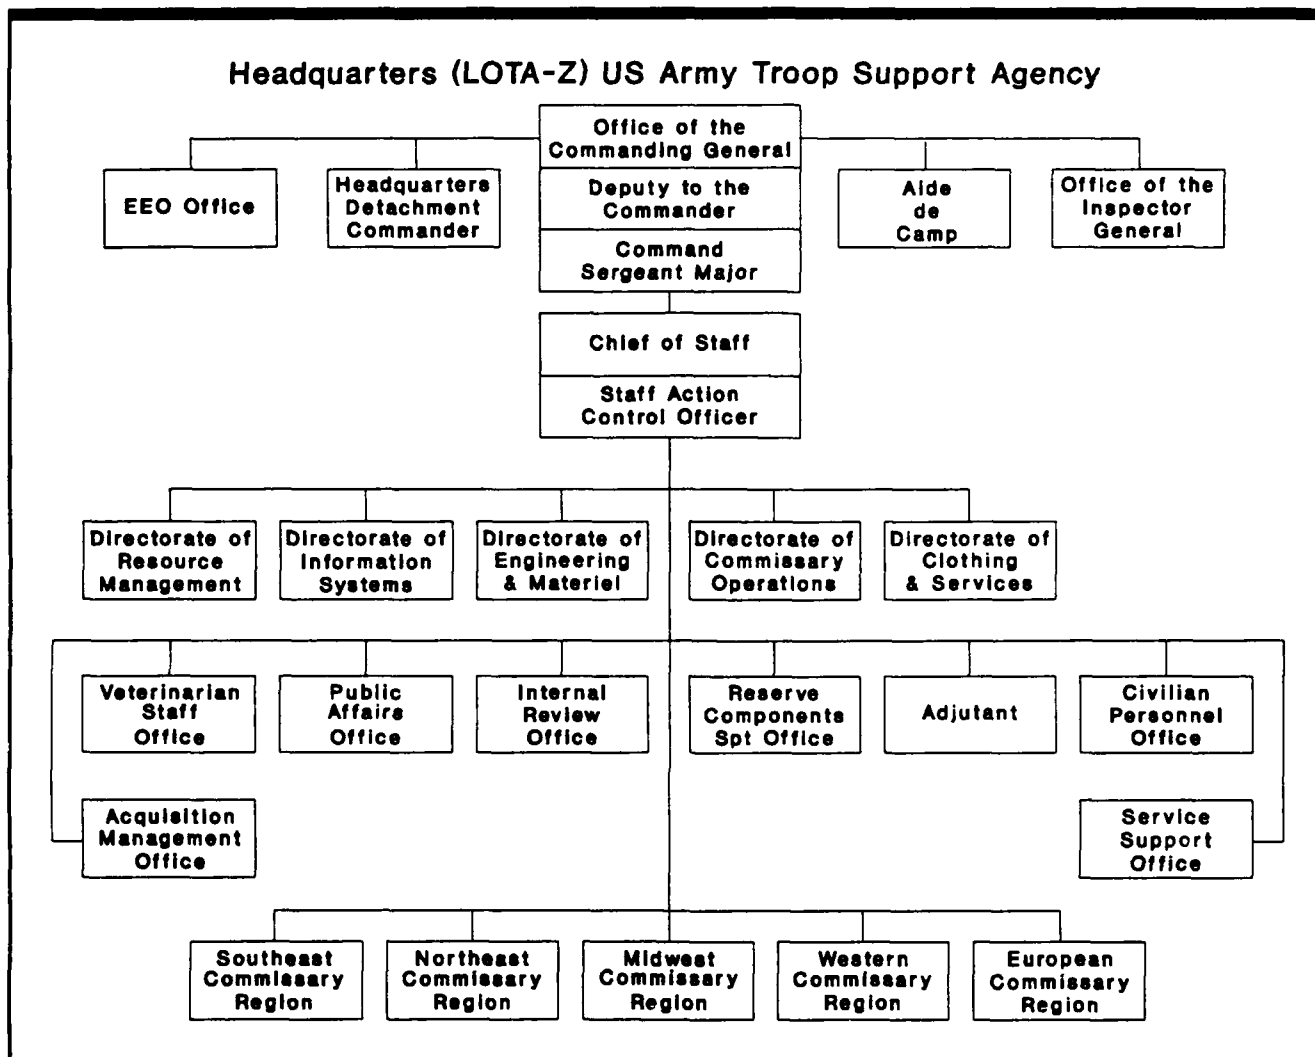 Headquarters (LOTA-Z) US Army Troop Support Agency
Office of the
Commanding General
EEO Office
Headquarters
Detachment
Commander
Deputy to the
Commander
Aide
de
Camp
Office of the
Inspector
General
Command
Sergeant Major
Chief of Staff
Staff Action
Control Officer
Directorate of
Resource
Management
Directorate of
Information
Systems
Directorate of
Engineering
& Materiel
Directorate of
Commissary
Operations
Directorate of
Clothing
& Services
Veterinarian
Staff
Office
Public
Affairs
Office
Internal
Review
Office
Reserve
Components
Spt Office
Adjutant
Civilian
Personnel
Office
Acquisition
Management
Office
Service
Support
Office
Southeast
Commissary
Region
Northeast
Commissary
Region
Midwest
Commissary
Region
Western
Commissary
Region
European
Commissary
Region